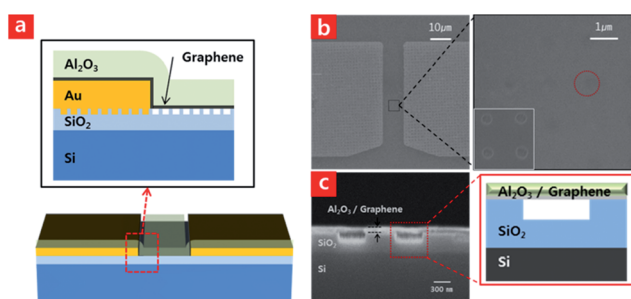 a
Al₂O₃
Graphene
Au
SiO₂
Si
b
10μm
1μm
c
Al₂O₃ / Graphene
SiO₂
Si
300 nm
Al₂O₃ / Graphene
SiO₂
Si